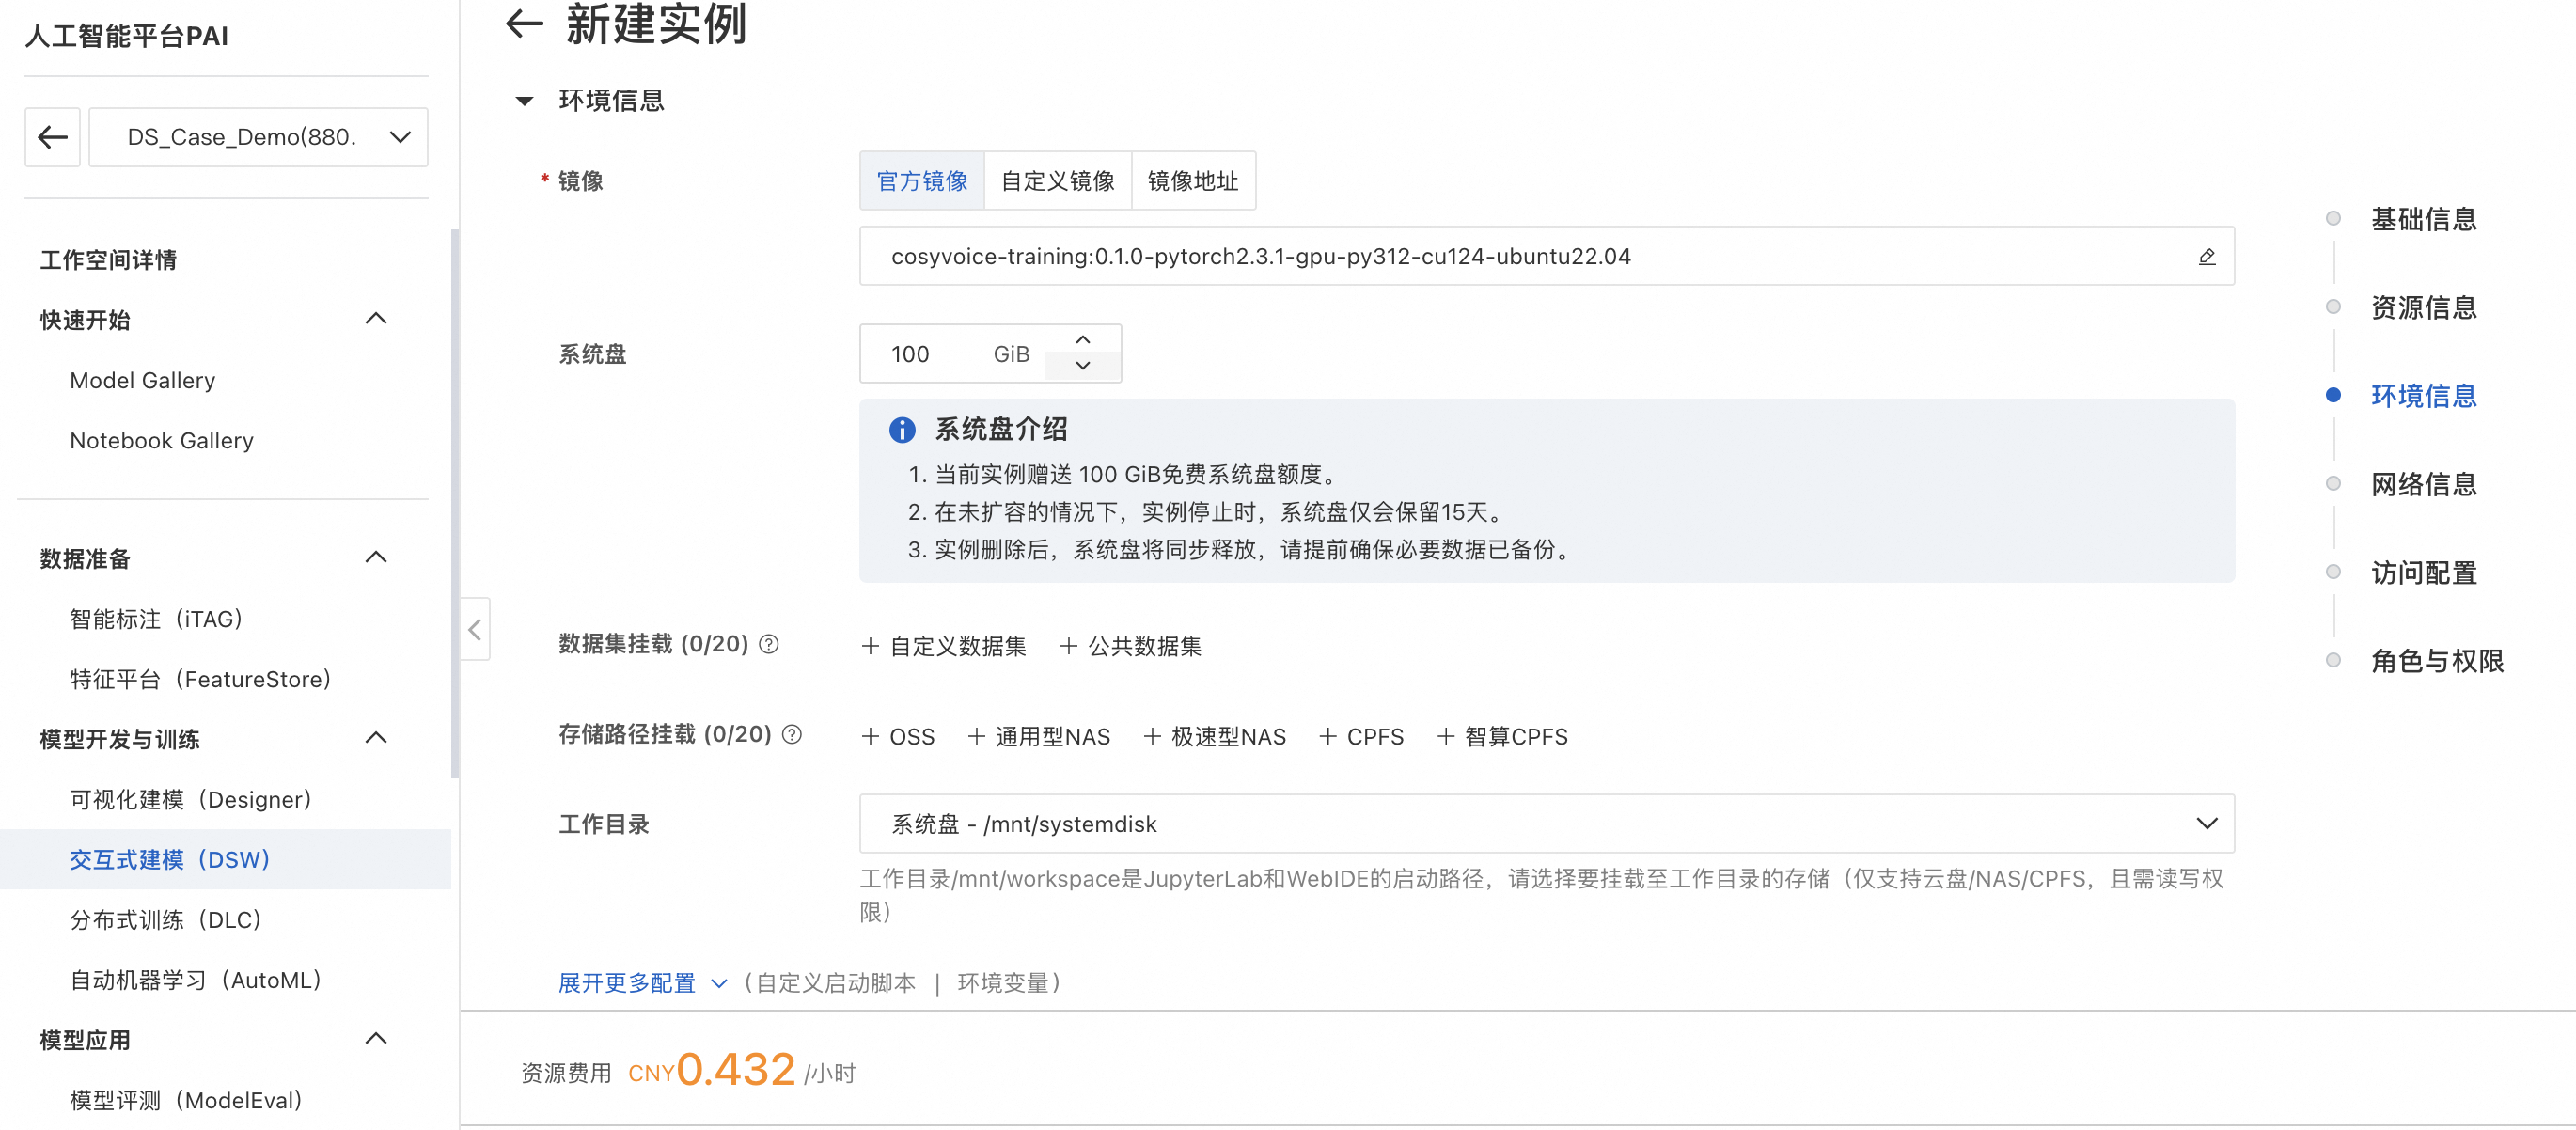 人工智能平台PAI
DS_Case_Demo(880.
工作空间详情
快速开始
Model Gallery
Notebook Gallery
数据准备
智能标注（iTAG）
特征平台（FeatureStore）
模型开发与训练
可视化建模（Designer）
交互式建模（DSW）
分布式训练（DLC）
自动机器学习（AutoML）
模型应用
模型评测（ModelEval）
新建实例
环境信息
* 镜像
官方镜像 自定义镜像 镜像地址
cosyvoice-training:0.1.0-pytorch2.3.1-gpu-py312-cu124-ubuntu22.04
系统盘
100 GiB
系统盘介绍
1. 当前实例赠送 100 GiB免费系统盘额度。
2. 在未扩容的情况下，实例停止时，系统盘仅会保留15天。
3. 实例删除后，系统盘将同步释放，请提前确保必要数据已备份。
数据集挂载 (0/20) ? + 自定义数据集 + 公共数据集
存储路径挂载 (0/20) ? + OSS + 通用型NAS + 极速型NAS + CPFS + 智算CPFS
工作目录
系统盘 - /mnt/systemdisk
工作目录/mnt/workspace是JupyterLab和WebIDE的启动路径，请选择要挂载至工作目录的存储（仅支持云盘/NAS/CPFS，且需读写权
限）
展开更多配置 （自定义启动脚本 | 环境变量）
资源费用 CNY0.432 /小时
基础信息
资源信息
环境信息
网络信息
访问配置
角色与权限